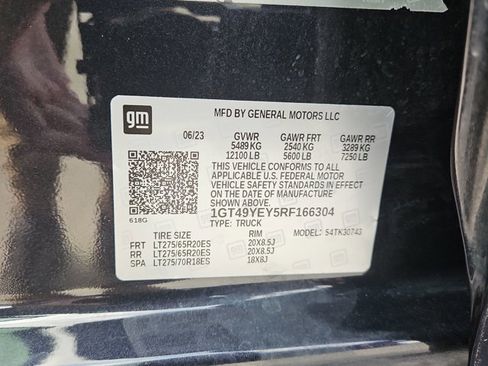 gm
MFD BY GENERAL MOTORS LLC
06/23 GVWR GAWR FRT GAWR RR
5489 KG 2540 KG 3289 KG
12100 LB 5600 LB 7250 LB
THIS VEHICLE CONFORMS TO ALL
APPLICABLE U.S. FEDERAL MOTOR
VEHICLE SAFETY STANDARDS IN EFFECT
ON THE DATE OF MANUFACTURE
SHOWN ABOVE.
1GT49YEY5RF166304
TYPE: TRUCK
618G
TIRE SIZE RIM 54TK30743
FRT LT275/65R20ES 20X8.5J
RR LT275/65R20ES 20X8.5J
SPA LT275/70R18ES 18X8J